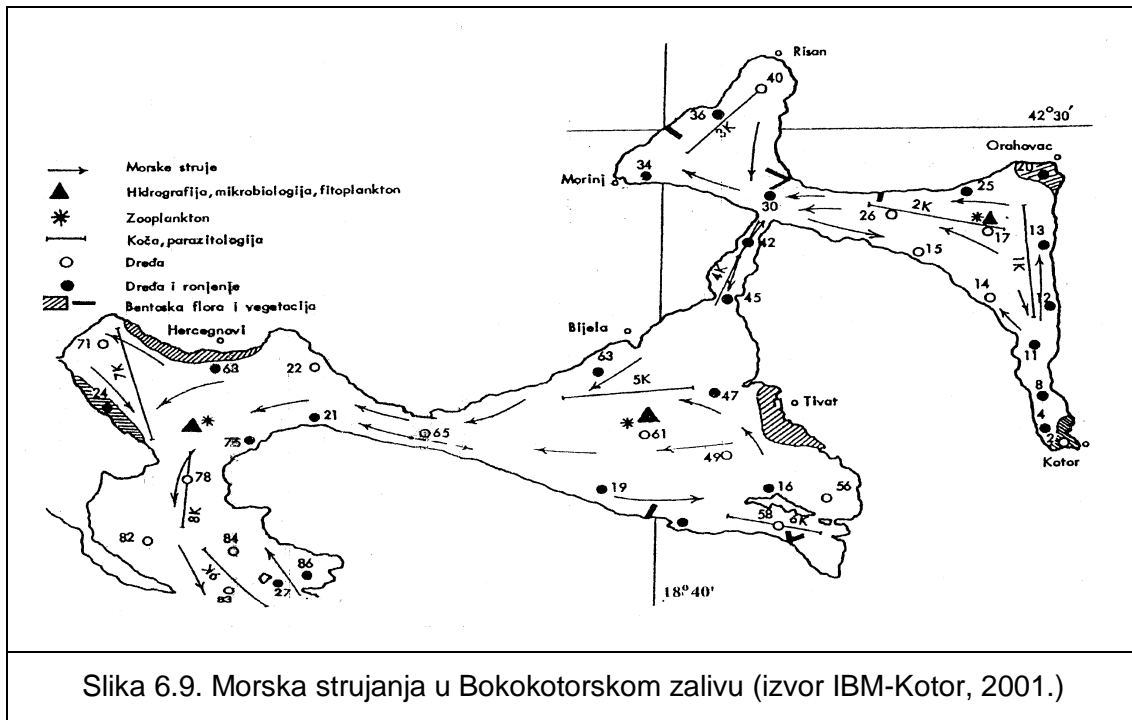 Risan
40
36
3K
42°30'
Orahovac
34
Morinj
20
25
30
2K
26
17
13
15
1K
42
4K
14
12
45
11
8
4
2
Kotor
Morske struje
Hidrografija, mikrobiologija, fitoplankton
Zooplankton
Koča, parazitologija
Dređa
Dređa i ronjenje
Bentoska flora i vegetacija
Hercegnovi
71
7K
63
22
24
21
75
65
78
8K
82
84
9K
83
27
86
Bijela
63
5K
47
Tivat
61
49
19
16
56
58
6K
18°40'
Slika 6.9. Morska strujanja u Bokokotorskom zalivu (izvor IBM-Kotor, 2001.)